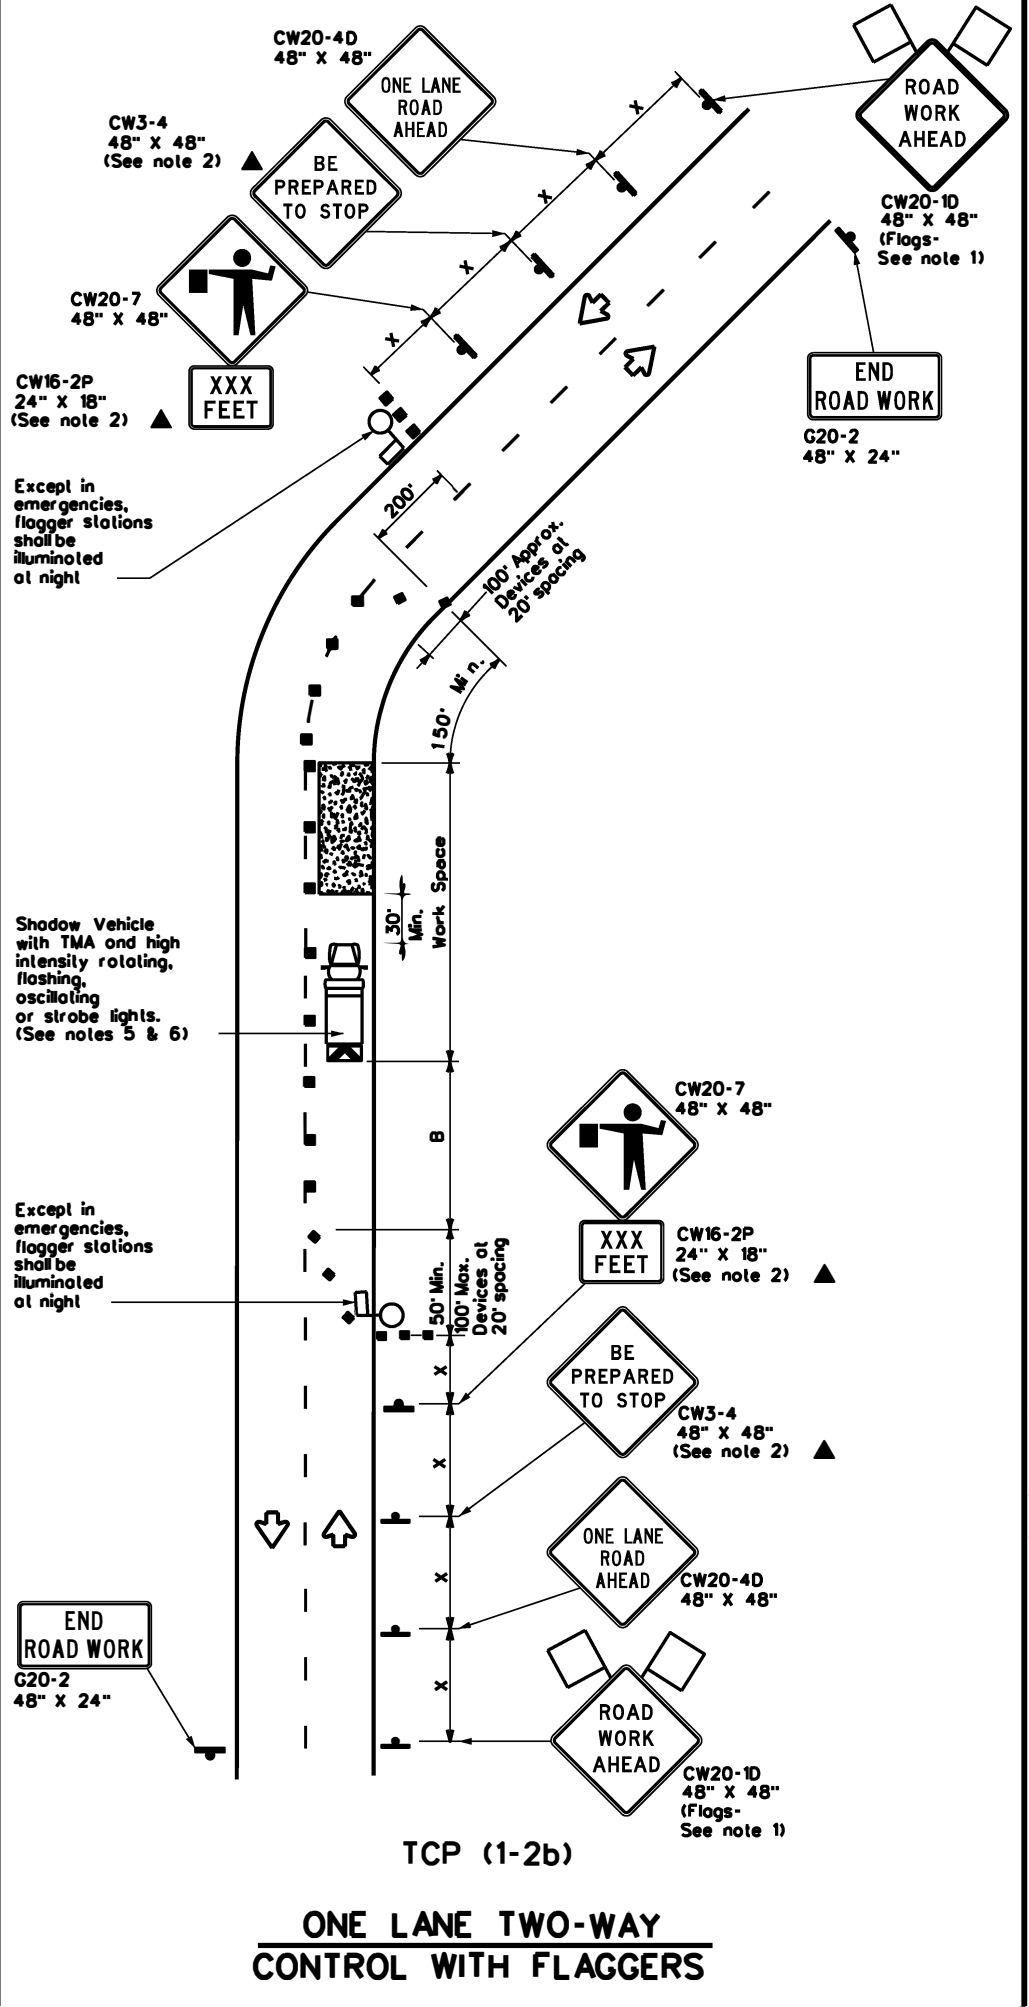 CW20-4D
48" X 48"
ONE LANE
ROAD
AHEAD
ROAD
WORK
AHEAD
CW20-1D
48" X 48"
(Flags-
See note 1)
CW3-4
48" X 48"
(See note 2)
BE
PREPARED
TO STOP
X
X
X
X
CW20-7
48" X 48"
CW16-2P
24" X 18"
(See note 2)
XXX
FEET
END
ROAD WORK
G20-2
48" X 24"
Except in
emergencies,
flagger stations
shall be
illuminated
at night
200'
100' Approx.
Devices at
20' spacing
150' Min.
Work Space
30'
Min.
Shadow Vehicle
with TMA and high
intensity rotating,
flashing,
oscillating
or strobe lights.
(See notes 5 & 6)
B
CW20-7
48" X 48"
XXX
FEET
CW16-2P
24" X 18"
(See note 2)
Except in
emergencies,
flagger stations
shall be
illuminated
at night
50' Min.
100' Max.
Devices at
20' spacing
X
X
X
X
BE
PREPARED
TO STOP
CW3-4
48" X 48"
(See note 2)
ONE LANE
ROAD
AHEAD
CW20-4D
48" X 48"
END
ROAD WORK
G20-2
48" X 24"
ROAD
WORK
AHEAD
CW20-1D
48" X 48"
(Flags-
See note 1)
TCP (1-2b)
ONE LANE TWO-WAY
CONTROL WITH FLAGGERS